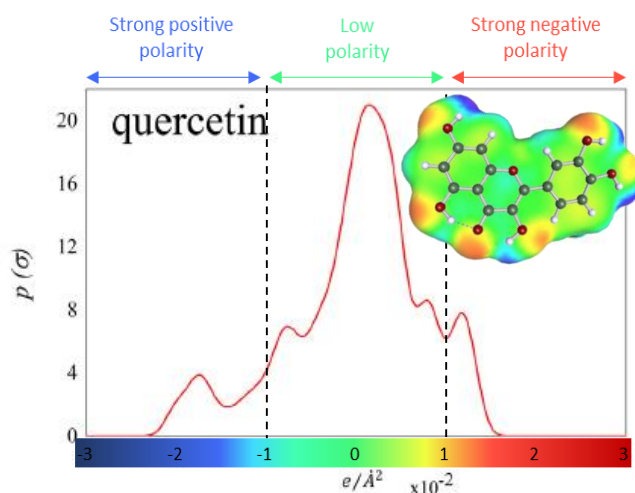 Strong positive
polarity
Low
polarity
Strong negative
polarity
quercetin
20
16
12
8
4
0
p (σ)
-3 -2 -1 0 1 2 3
e/Å² x10⁻²